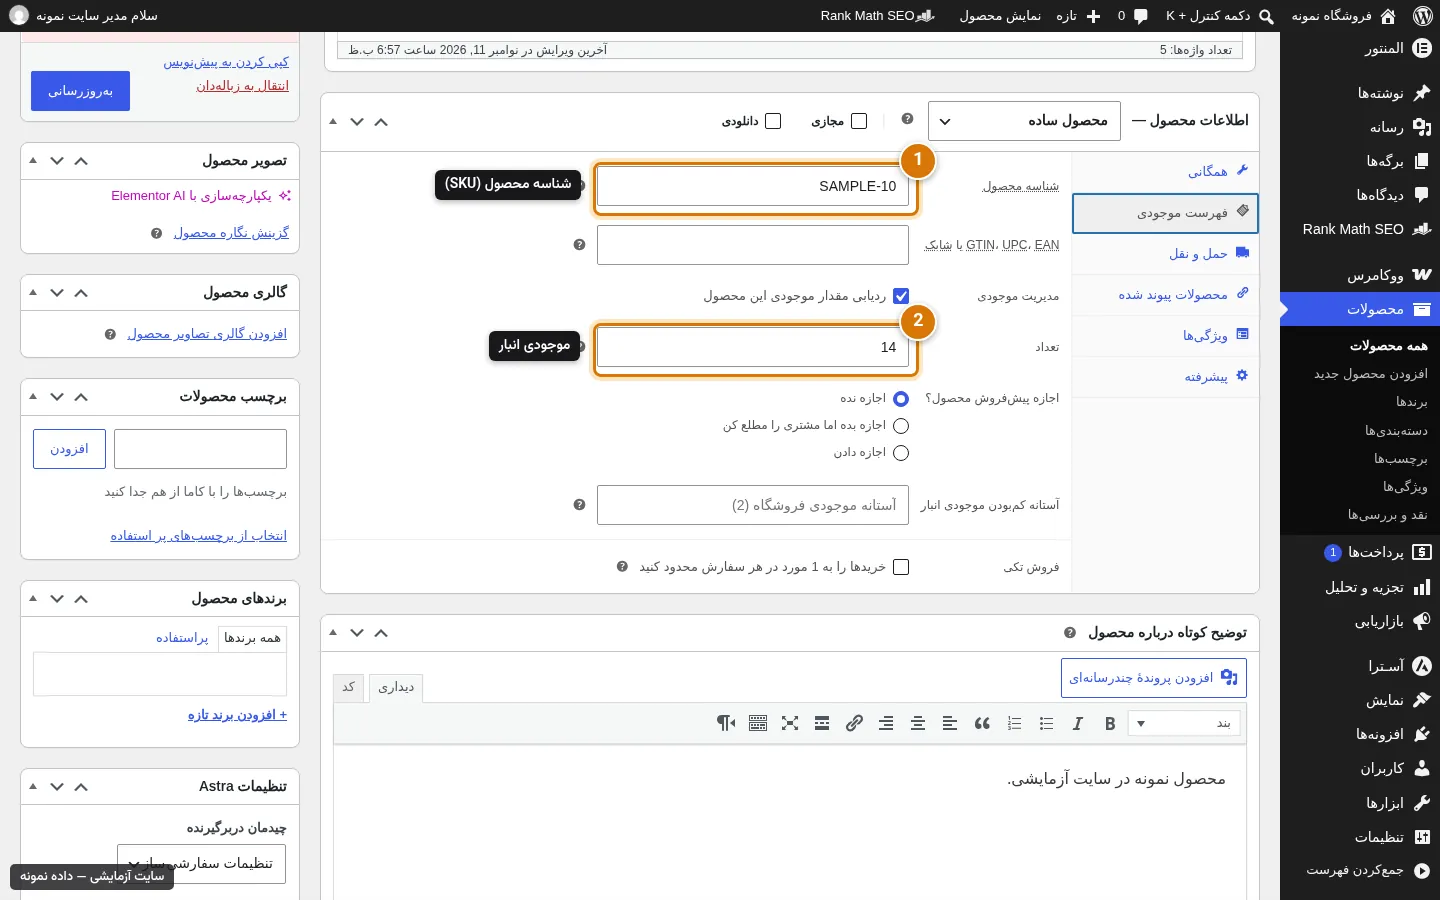 فروشگاه نمونه
دکمه کنترل + K
0
تازه
نمایش محصول
Rank Math SEO
سلام مدیر سایت نمونه
المنتور
نوشته‌ها
رسانه
برگه‌ها
دیدگاه‌ها
Rank Math SEO
ووکامرس
محصولات
همه محصولات
افزودن محصول جدید
برندها
دسته‌بندی‌ها
برچسب‌ها
ویژگی‌ها
نقد و بررسی‌ها
پرداخت‌ها 1
تجزیه و تحلیل
بازاریابی
آسترا
نمایش
افزونه‌ها
کاربران
ابزارها
تنظیمات
جمع‌کردن فهرست
تعداد واژه‌ها: 5
آخرین ویرایش در نوامبر 11, 2026 ساعت 6:57 ب.ظ
اطلاعات محصول —
محصول ساده
مجازی
دانلودی
همگانی
فهرست موجودی
حمل و نقل
محصولات پیوند شده
ویژگی‌ها
پیشرفته
شناسه محصول
SAMPLE-10
1
شناسه محصول (SKU)
GTIN، UPC، EAN یا شابک
مدیریت موجودی
ردیابی مقدار موجودی این محصول
تعداد
14
2
موجودی انبار
اجازه پیش‌فروش محصول؟
اجازه نده
اجازه بده اما مشتری را مطلع کن
اجازه دادن
آستانه کم‌بودن موجودی انبار
آستانه موجودی فروشگاه (2)
فروش تکی
خریدها را به 1 مورد در هر سفارش محدود کنید
توضیح کوتاه درباره محصول
افزودن پروندهٔ چندرسانه‌ای
دیداری
کد
بند
B I
محصول نمونه در سایت آزمایشی.
کپی کردن به پیش‌نویس
انتقال به زباله‌دان
به‌روزرسانی
تصویر محصول
یکپارچه‌سازی با Elementor AI
گزینش نگاره محصول
گالری محصول
افزودن گالری تصاویر محصول
برچسب محصولات
افزودن
برچسب‌ها را با کاما از هم جدا کنید
انتخاب از برچسب‌های پر استفاده
برندهای محصول
همه برندها
پراستفاده
+ افزودن برند تازه
تنظیمات Astra
چیدمان دربرگیرنده
تنظیمات سفارشی‌ساز
سایت آزمایشی — داده نمونه